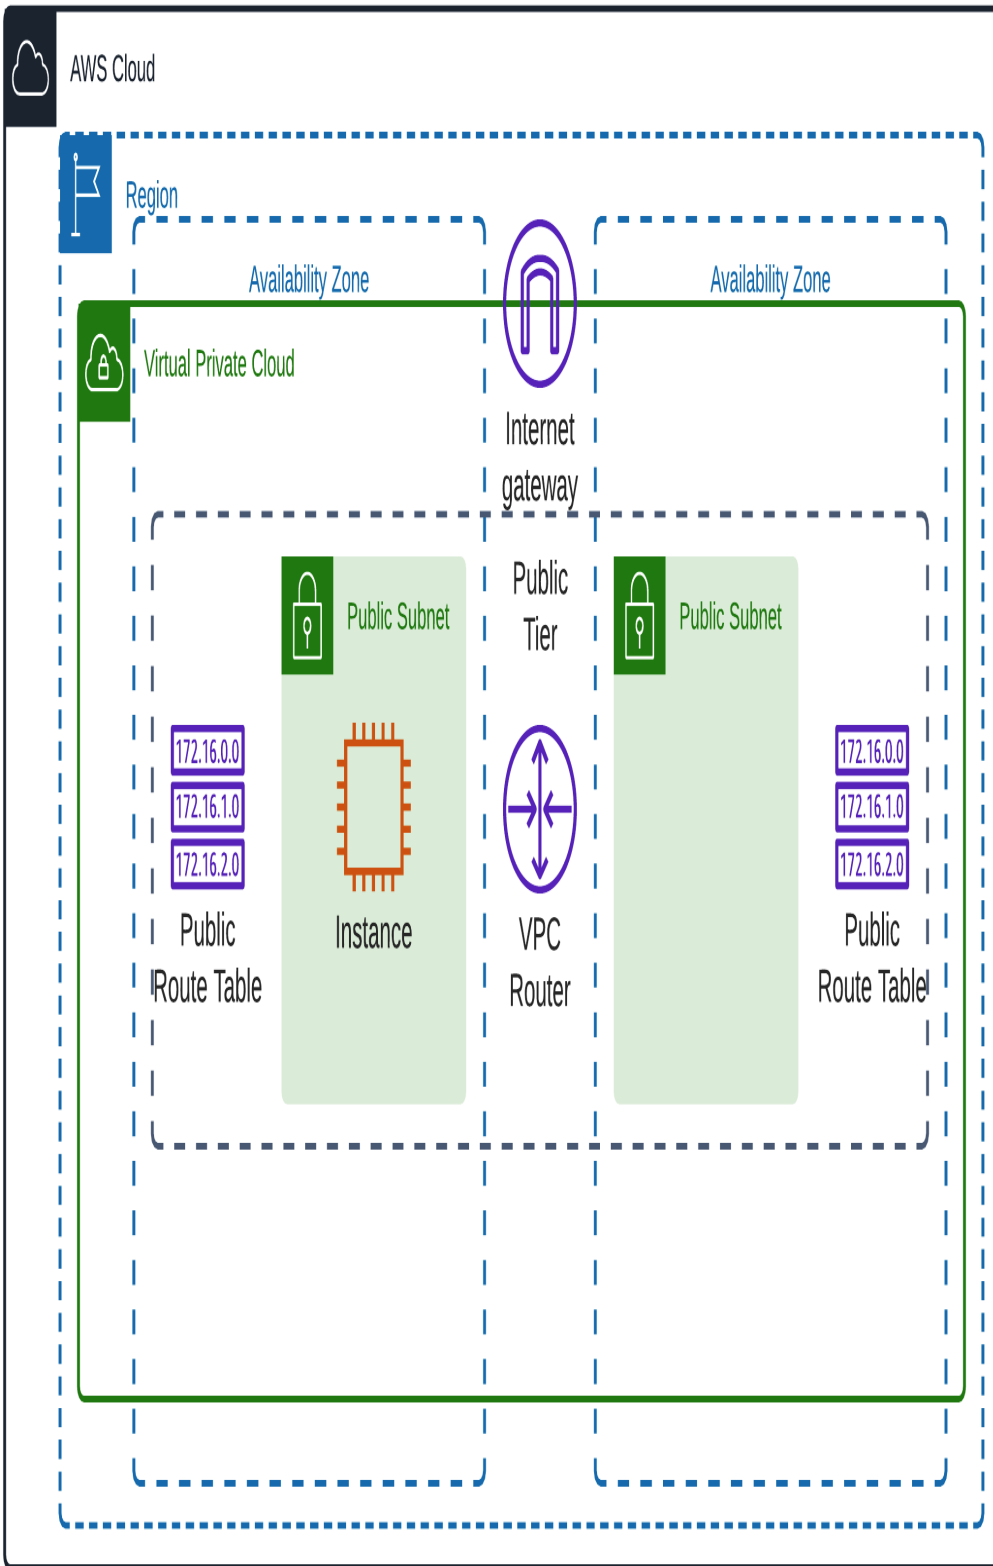 AWS Cloud
Region
Availability Zone
Availability Zone
Virtual Private Cloud
Internet
gateway
Public
Tier
Public Subnet
Public Subnet
172.16.0.0
172.16.1.0
172.16.2.0
Public
Route Table
Instance
VPC
Router
172.16.0.0
172.16.1.0
172.16.2.0
Public
Route Table